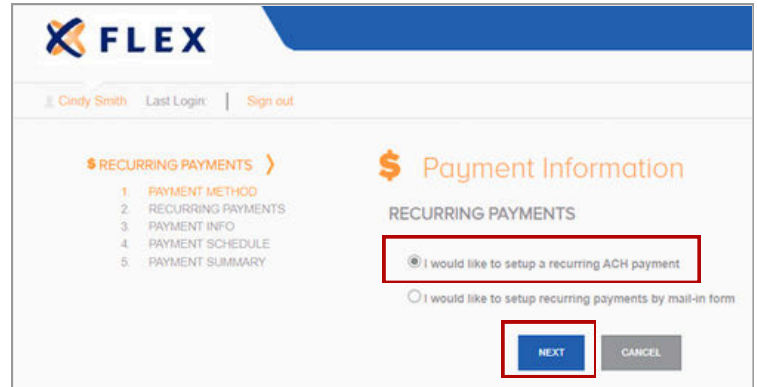 FLEX
Cindy Smith Last Login: | Sign out
$ RECURRING PAYMENTS
1. PAYMENT METHOD
2. RECURRING PAYMENTS
3. PAYMENT INFO
4. PAYMENT SCHEDULE
5. PAYMENT SUMMARY
$ Payment Information
RECURRING PAYMENTS
I would like to setup a recurring ACH payment
I would like to setup recurring payments by mail-in form
NEXT CANCEL